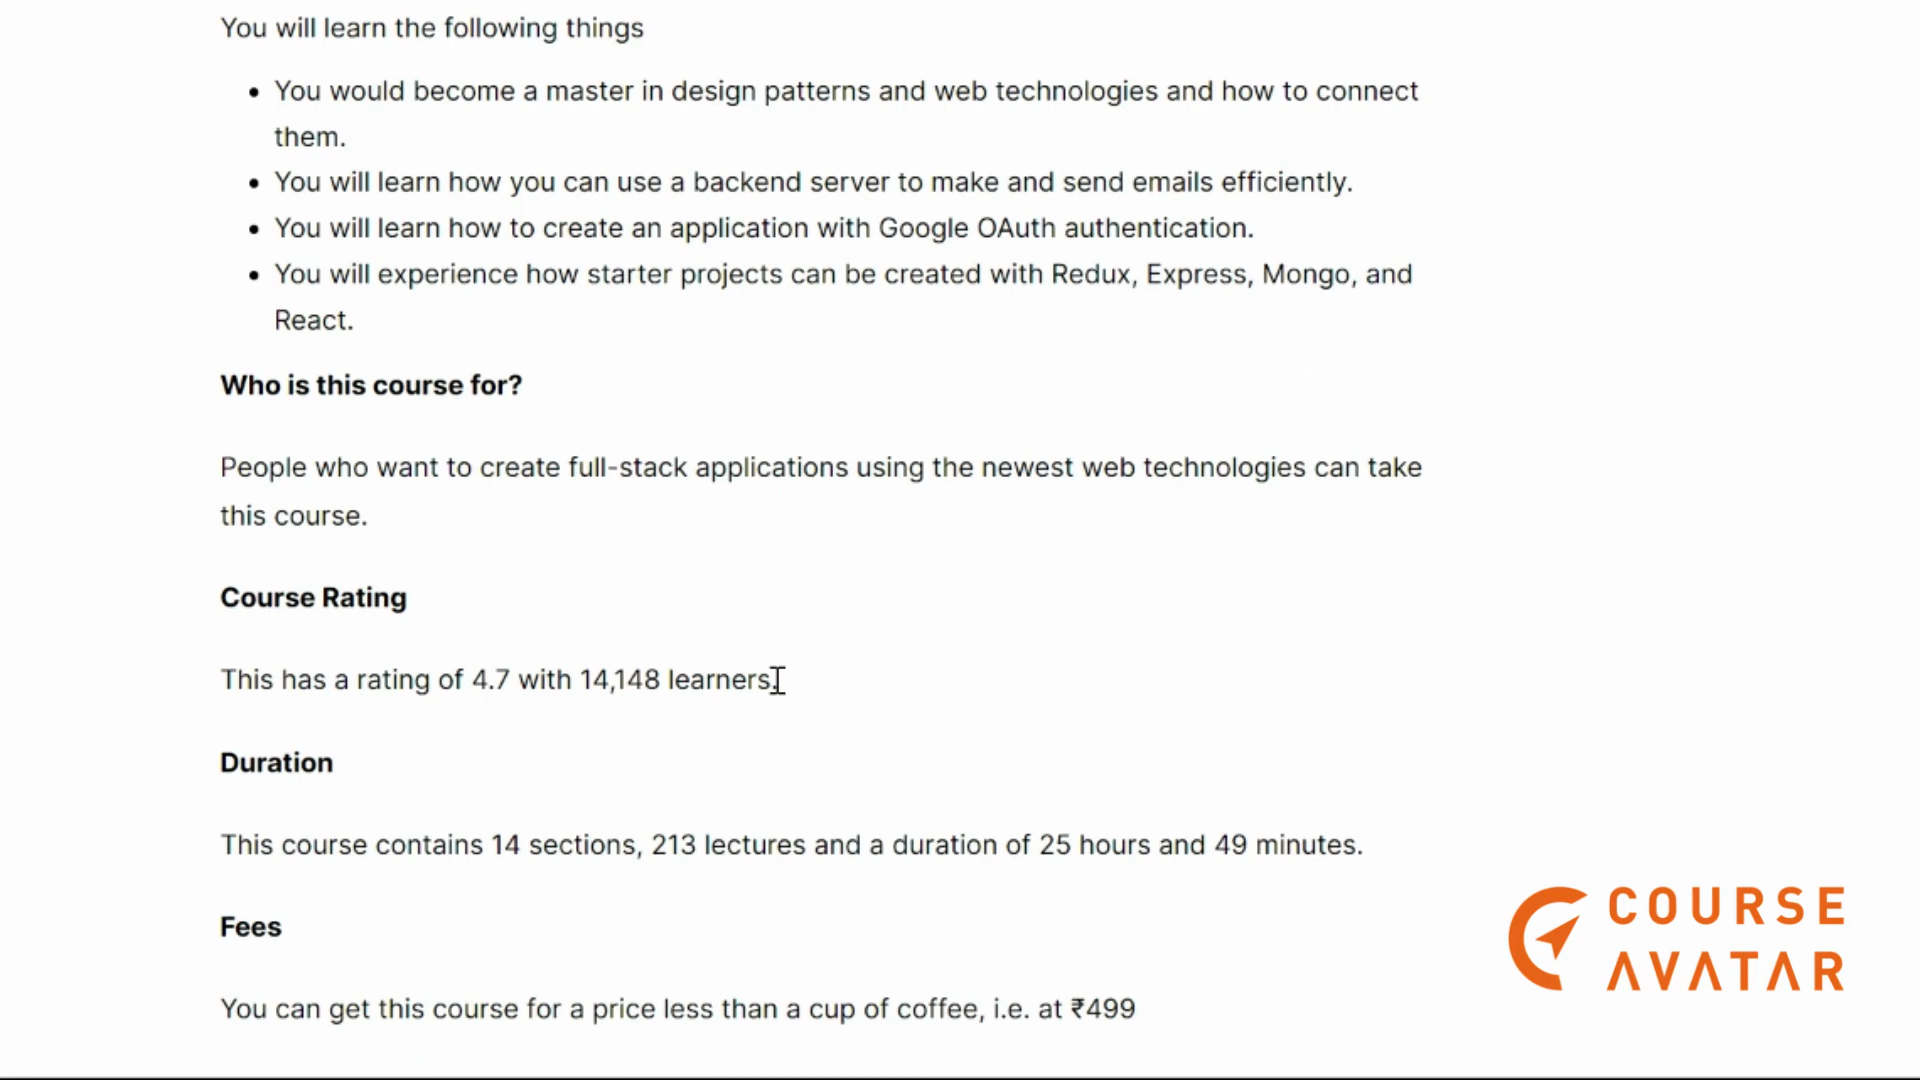 You will learn the following things
• You would become a master in design patterns and web technologies and how to connect
them.
• You will learn how you can use a backend server to make and send emails efficiently.
• You will learn how to create an application with Google OAuth authentication.
• You will experience how starter projects can be created with Redux, Express, Mongo, and
React.
Who is this course for?
People who want to create full-stack applications using the newest web technologies can take
this course.
Course Rating
This has a rating of 4.7 with 14,148 learners.
Duration
This course contains 14 sections, 213 lectures and a duration of 25 hours and 49 minutes.
Fees
You can get this course for a price less than a cup of coffee, i.e. at ₹499
COURSE
AVATAR